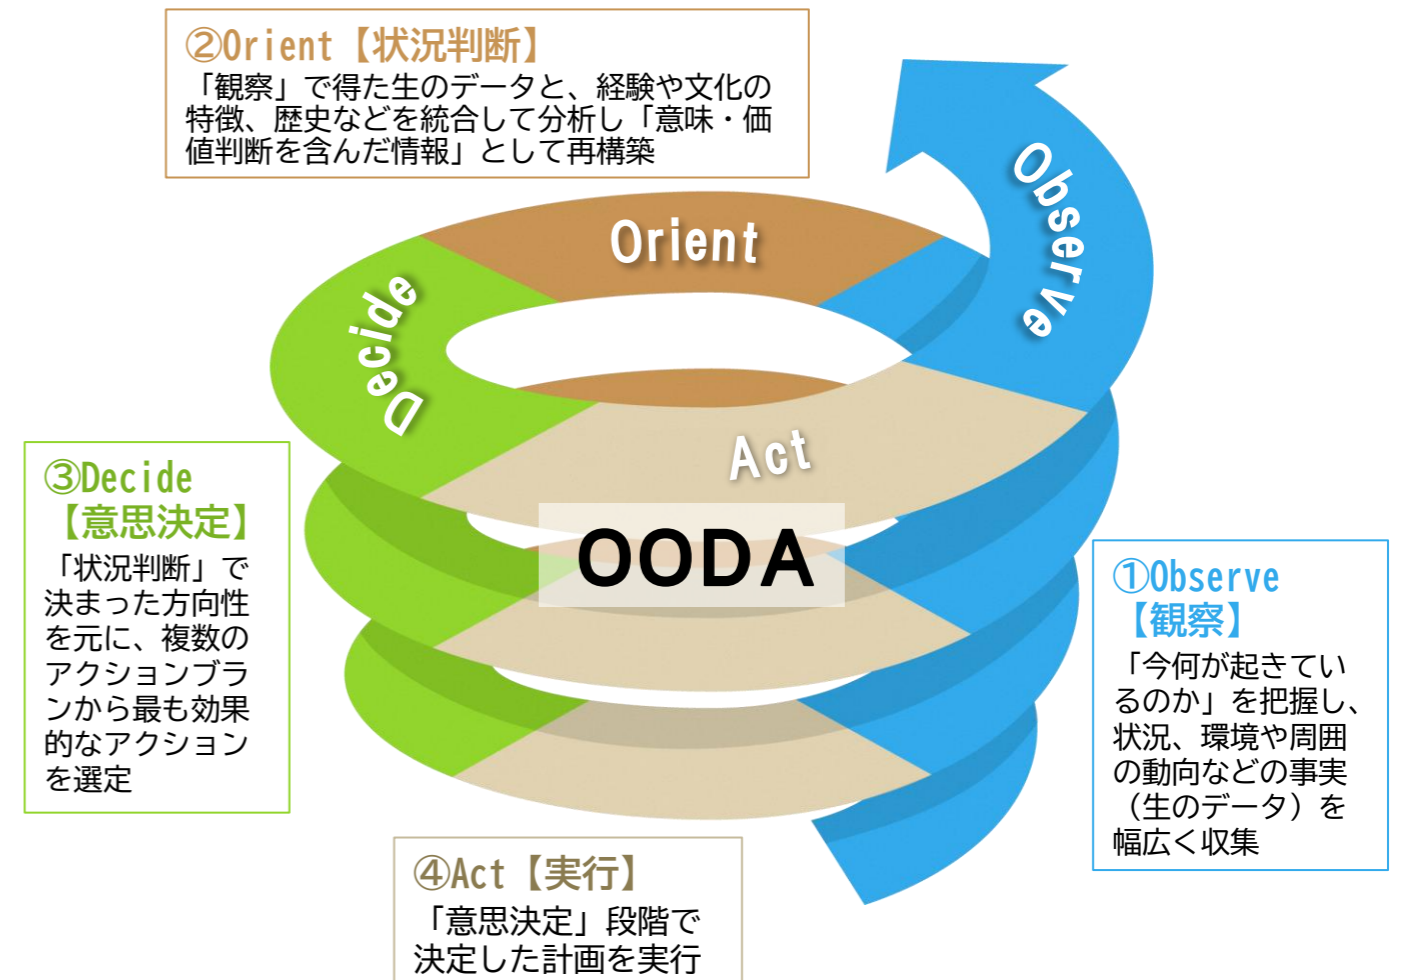 ②Orient【状況判断】
「観察」で得た生のデータと、経験や文化の
特徴、歴史などを統合して分析し「意味・価
値判断を含んだ情報」として再構築
Orient
Observe
Decide
Act
OODA
③Decide
【意思決定】
「状況判断」で
決まった方向性
を元に、複数の
アクションプラ
ンから最も効果
的なアクション
を選定
①Observe
【観察】
「今何が起きてい
るのか」を把握し、
状況、環境や周囲
の動向などの事実
（生のデータ）を
幅広く収集
④Act【実行】
「意思決定」段階で
決定した計画を実行